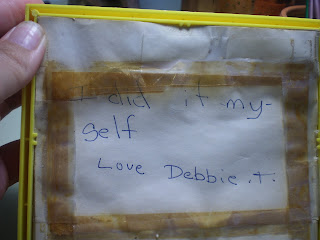 I did it my-
self
Love Debbie.T.